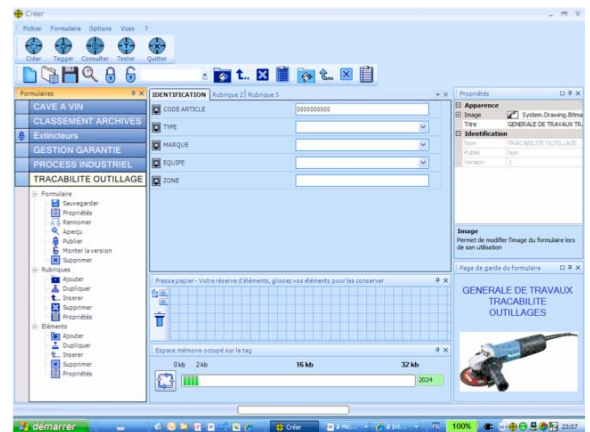 Créer
Fichier Formulaire Options Vues ?
Créer Tagger Consulter Tester Quitter
Formulaires
CAVE A VIN
CLASSEMENT ARCHIVES
Extincteurs
GESTION GARANTIE
PROCESS INDUSTRIEL
TRACABILITE OUTILLAGE
Formulaire
Sauvegarder
Propriétés
Renommer
Aperçu
Publier
Monter la version
Supprimer
Rubriques
Ajouter
Dupliquer
Insérer
Supprimer
Propriétés
Eléments
Ajouter
Dupliquer
Insérer
Supprimer
Propriétés
IDENTIFICATION Rubrique 2 Rubrique 3
CODE ARTICLE 0000000000
TYPE
MARQUE
EQUIPE
ZONE
Presse papier - Votre réserve d'éléments, glissez vos éléments pour les conserver
Espace mémoire occupé sur le tag
0 kb 2 kb 16 kb 32 kb
2024
Propriétés
Apparence
Image System.Drawing.Bitma
Titre GENERALE DE TRAVAUX TR
Identification
Nom TRACABILITE OUTILLAGE
Publié Non
Version 1
Image
Permet de modifier l'image du formulaire lors
de son utilisation
Page de garde du formulaire
GENERALE DE TRAVAUX
TRACABILITE
OUTILLAGES
démarrer
Créer
FR
100%
23:07